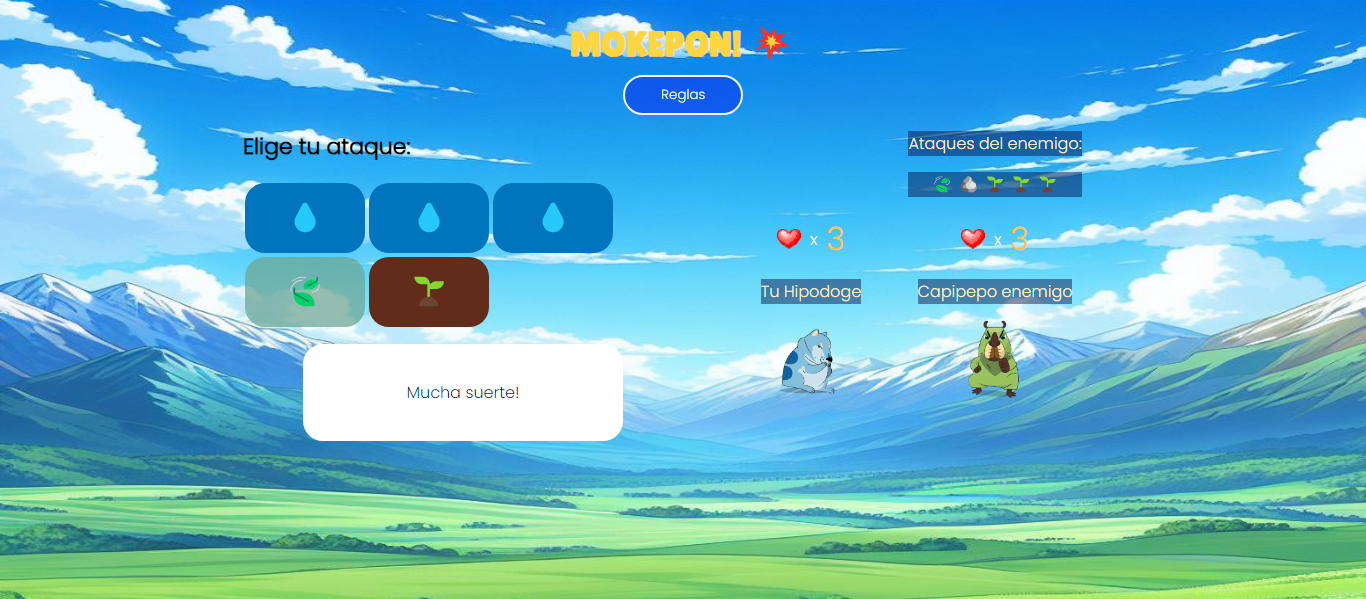 MOKEPON!
Reglas
Elige tu ataque:
Mucha suerte!
Ataques del enemigo:
x 3
x 3
Tu Hipodoge
Capipepo enemigo